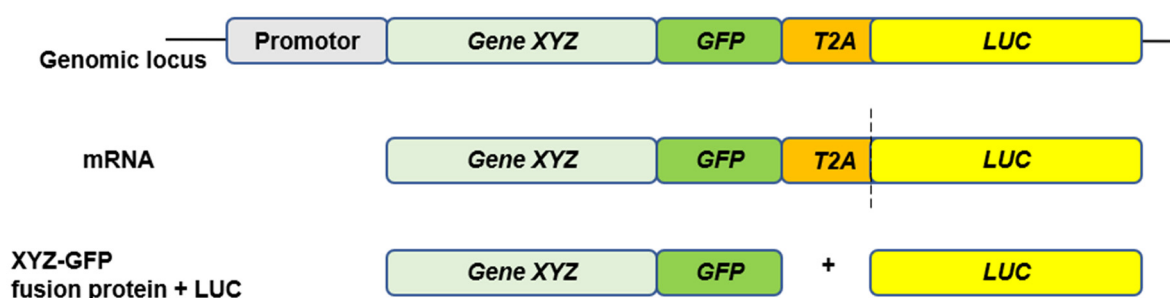 Promotor Gene XYZ GFP T2A LUC
Genomic locus
mRNA Gene XYZ GFP T2A LUC
XYZ-GFP
fusion protein + LUC
Gene XYZ GFP + LUC